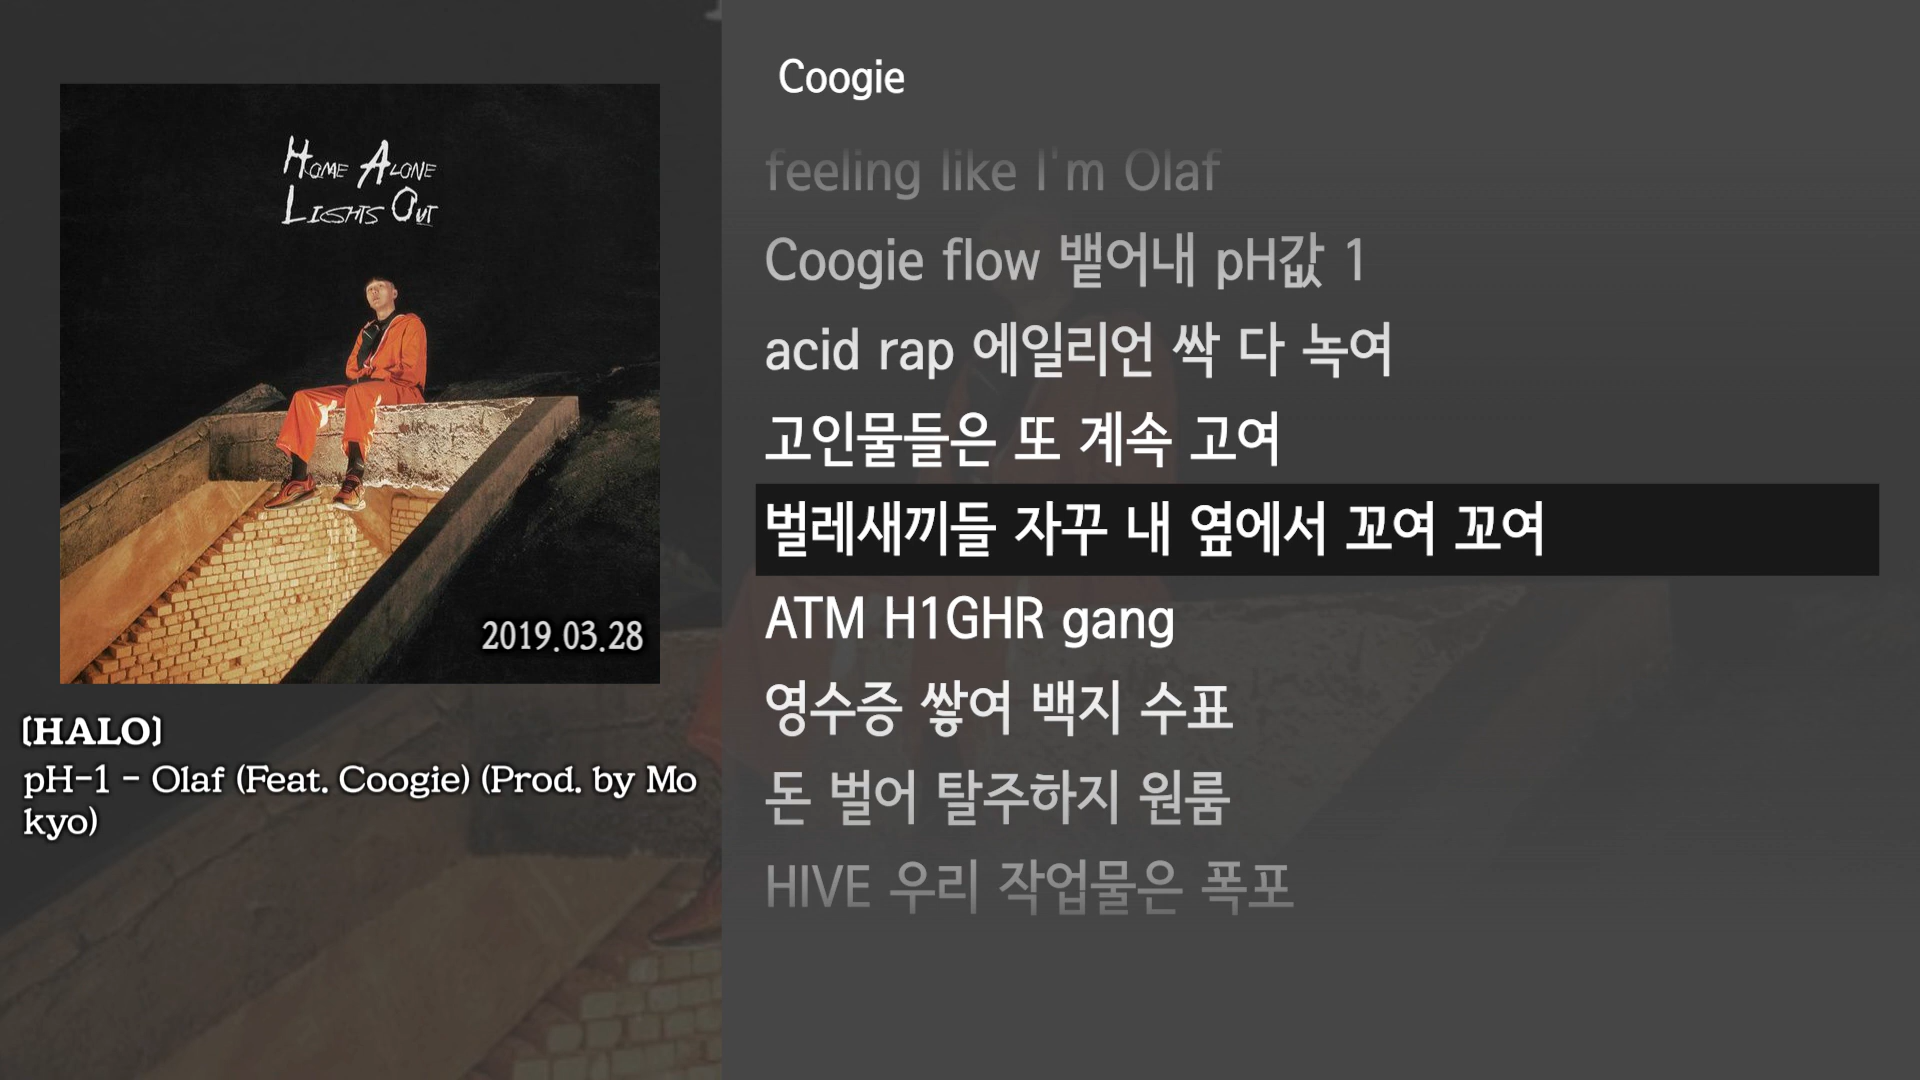 HOME ALONE
LIGHTS OUT
2019.03.28
[HALO]
pH-1 - Olaf (Feat. Coogie) (Prod. by Mo
kyo)
Coogie
feeling like I'm Olaf
Coogie flow 뱉어내 pH값 1
acid rap 에일리언 싹 다 녹여
고인물들은 또 계속 고여
벌레새끼들 자꾸 내 옆에서 꼬여 꼬여
ATM H1GHR gang
영수증 쌓여 백지 수표
돈 벌어 탈주하지 원룸
HIVE 우리 작업물은 폭포